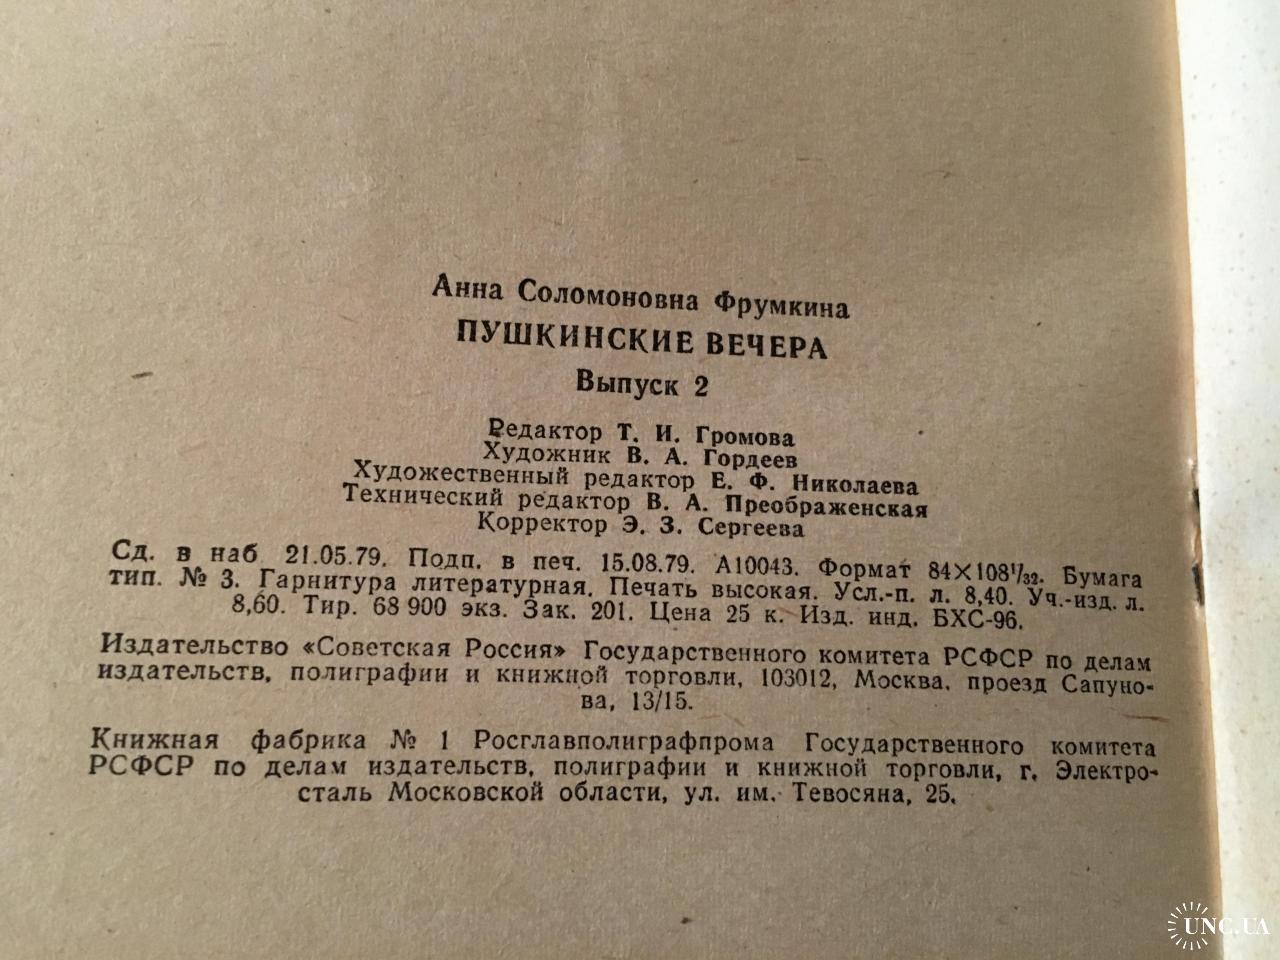 Анна Соломоновна Фрумкина
ПУШКИНСКИЕ ВЕЧЕРА
Выпуск 2
Редактор Т. И. Громова
Художник В. А. Гордеев
Художественный редактор Е. Ф. Николаева
Технический редактор В. А. Преображенская
Корректор Э. З. Сергеева
Сд. в наб 21.05.79. Подп. в печ. 15.08.79. А10043. Формат 84×108¹/₃₂. Бумага
тип. № 3. Гарнитура литературная. Печать высокая. Усл.-п. л. 8,40. Уч.-изд. л.
8,60. Тир. 68 900 экз. Зак. 201. Цена 25 к. Изд. инд. БХС-96.
Издательство «Советская Россия» Государственного комитета РСФСР по делам
издательств, полиграфии и книжной торговли, 103012, Москва, проезд Сапуно-
ва, 13/15.
Книжная фабрика № 1 Росглавполиграфпрома Государственного комитета
РСФСР по делам издательств, полиграфии и книжной торговли, г. Электро-
сталь Московской области, ул. им. Тевосяна, 25.
UNC.UA